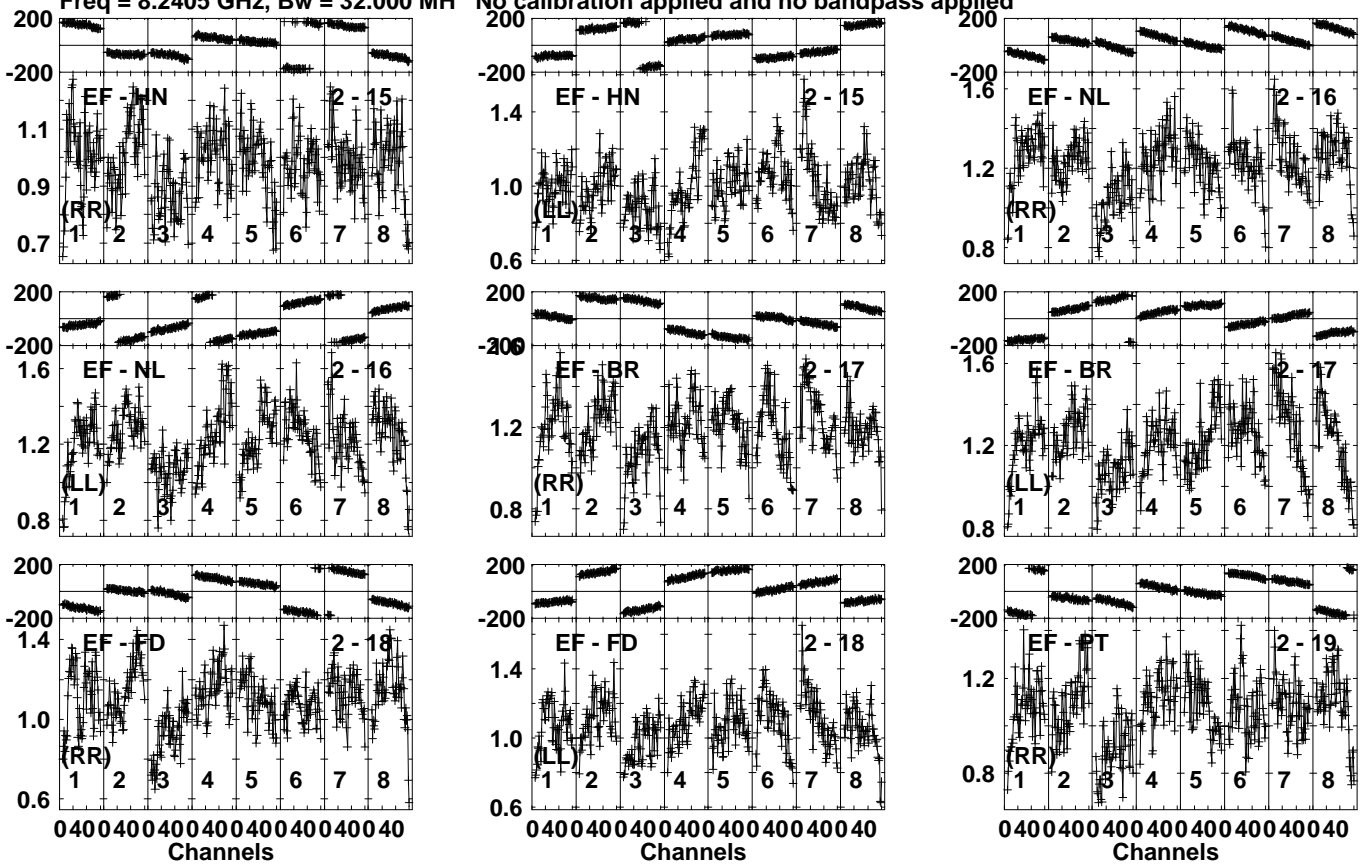 Freq = 8.2405 GHz, Bw = 32.000 MH No calibration applied and no bandpass applied
200 200 200
-200 -200 -200
EF - HN 2 - 15 EF - HN 2 - 15 EF - NL 2 - 16
1.1 1.4 1.6
0.9 1.0 1.2
(RR) (LL) (RR)
1 2 3 4 5 6 7 8 1 2 3 4 5 6 7 8 1 2 3 4 5 6 7 8
0.7 0.6 0.8
200 200 200
-200 -200 -200
EF - NL 2 - 16 EF - BR 2 - 17 EF - BR 2 - 17
1.6 1.6 1.6
1.2 1.2 1.2
(LL) (RR) (LL)
1 2 3 4 5 6 7 8 1 2 3 4 5 6 7 8 1 2 3 4 5 6 7 8
0.8 0.8 0.8
200 200 200
-200 -200 -200
EF - FD 2 - 18 EF - FD 2 - 18 EF - PT 2 - 19
1.4 1.4 1.2
1.0 1.0 0.8
(RR) (LL) (RR)
1 2 3 4 5 6 7 8 1 2 3 4 5 6 7 8 1 2 3 4 5 6 7 8
0.6 0.6
0 40 0 40 0 40 0 40 0 40 0 40 0 40 0 40 0 40 0 40 0 40 0 40 0 40 0 40 0 40 0 40 0 40 0 40 0 40 0 40 0 40 0 40 0 40 0 40
Channels Channels Channels